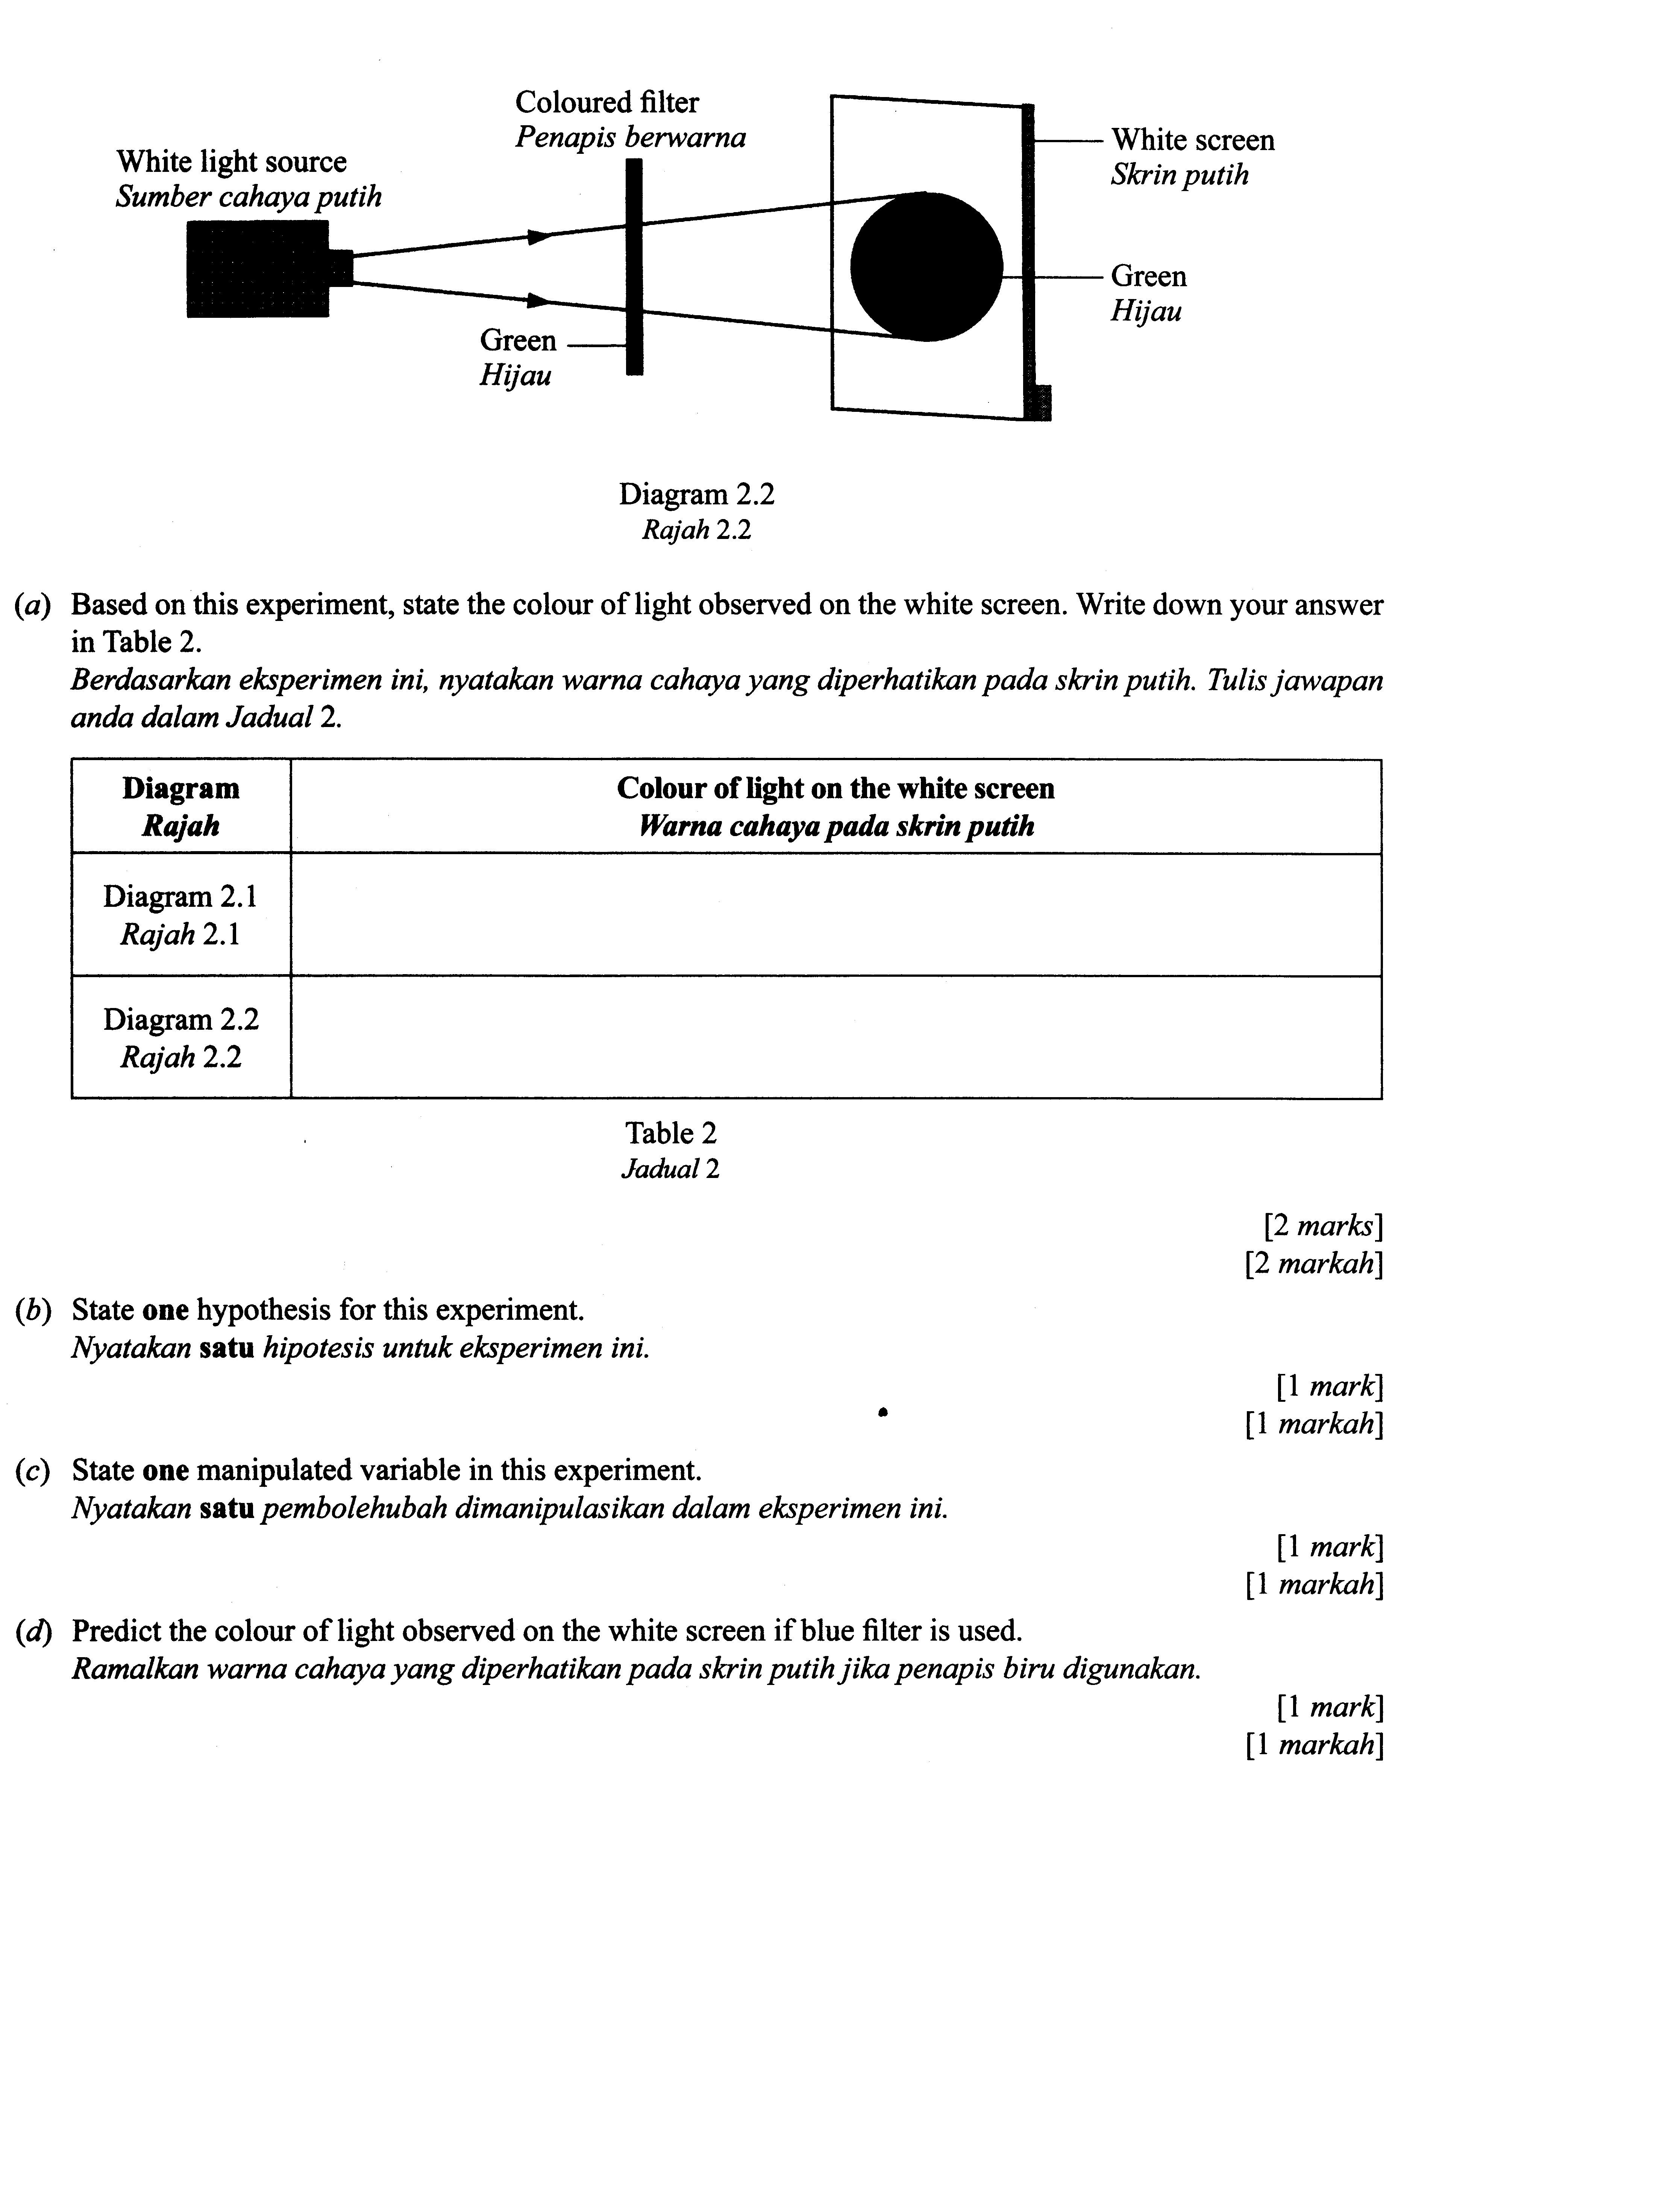 Coloured filter
Penapis berwarna
White light source
Sumber cahaya putih
White screen
Skrin putih
Green
Hijau
Green
Hijau
Diagram 2.2
Rajah 2.2
(a) Based on this experiment, state the colour of light observed on the white screen. Write down your answer
in Table 2.
Berdasarkan eksperimen ini, nyatakan warna cahaya yang diperhatikan pada skrin putih. Tulis jawapan
anda dalam Jadual 2.
Diagram
Rajah
Colour of light on the white screen
Warna cahaya pada skrin putih
Diagram 2.1
Rajah 2.1
Diagram 2.2
Rajah 2.2
Table 2
Jadual 2
[2 marks]
[2 markah]
(b) State one hypothesis for this experiment.
Nyatakan satu hipotesis untuk eksperimen ini.
[1 mark]
[1 markah]
(c) State one manipulated variable in this experiment.
Nyatakan satu pembolehubah dimanipulasikan dalam eksperimen ini.
[1 mark]
[1 markah]
(d) Predict the colour of light observed on the white screen if blue filter is used.
Ramalkan warna cahaya yang diperhatikan pada skrin putih jika penapis biru digunakan.
[1 mark]
[1 markah]